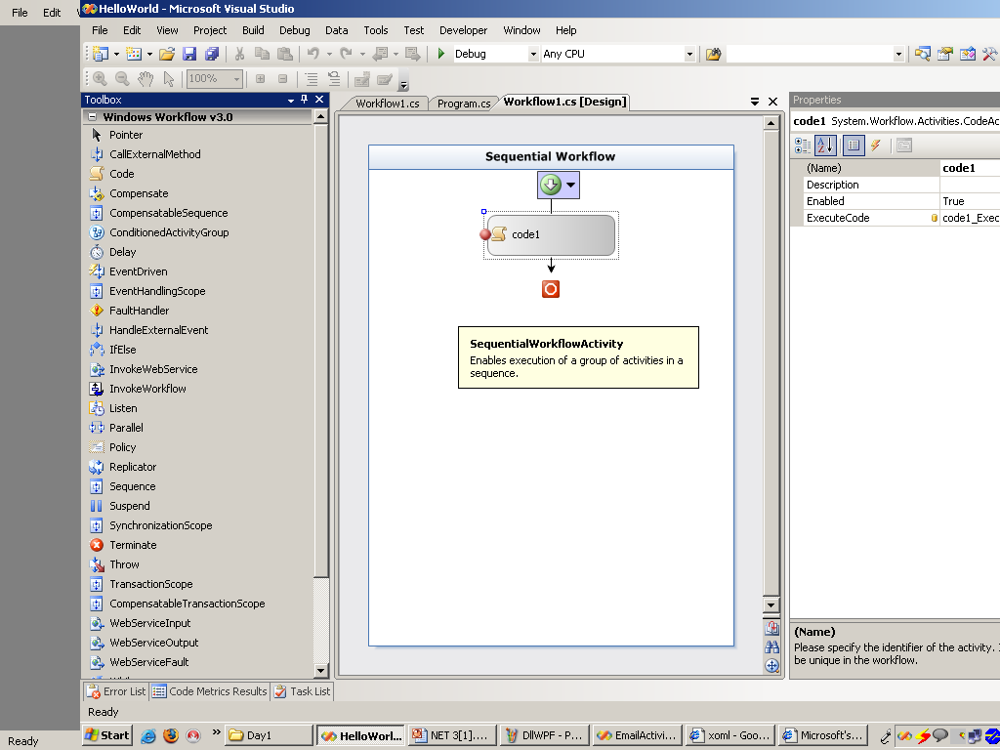 File Edit
HelloWorld - Microsoft Visual Studio
File Edit View Project Build Debug Data Tools Test Developer Window Help
Debug Any CPU
100%
Toolbox
Windows Workflow v3.0
Pointer
CallExternalMethod
Code
Compensate
CompensatableSequence
ConditionedActivityGroup
Delay
EventDriven
EventHandlingScope
FaultHandler
HandleExternalEvent
IfElse
InvokeWebService
InvokeWorkflow
Listen
Parallel
Policy
Replicator
Sequence
Suspend
SynchronizationScope
Terminate
Throw
TransactionScope
CompensatableTransactionScope
WebServiceInput
WebServiceOutput
WebServiceFault
Workflow1.cs Program.cs Workflow1.cs [Design]
Sequential Workflow
code1
SequentialWorkflowActivity
Enables execution of a group of activities in a
sequence.
Properties
code1 System.Workflow.Activities.CodeAc
(Name) code1
Description
Enabled True
ExecuteCode code1_Exec
(Name)
Please specify the identifier of the activity.
be unique in the workflow.
Error List Code Metrics Results Task List
Ready
Ready
Start Day1 HelloWorl... NET 3[1].... DllWPF - P... EmailActivi... xoml - Goo... Microsoft's...